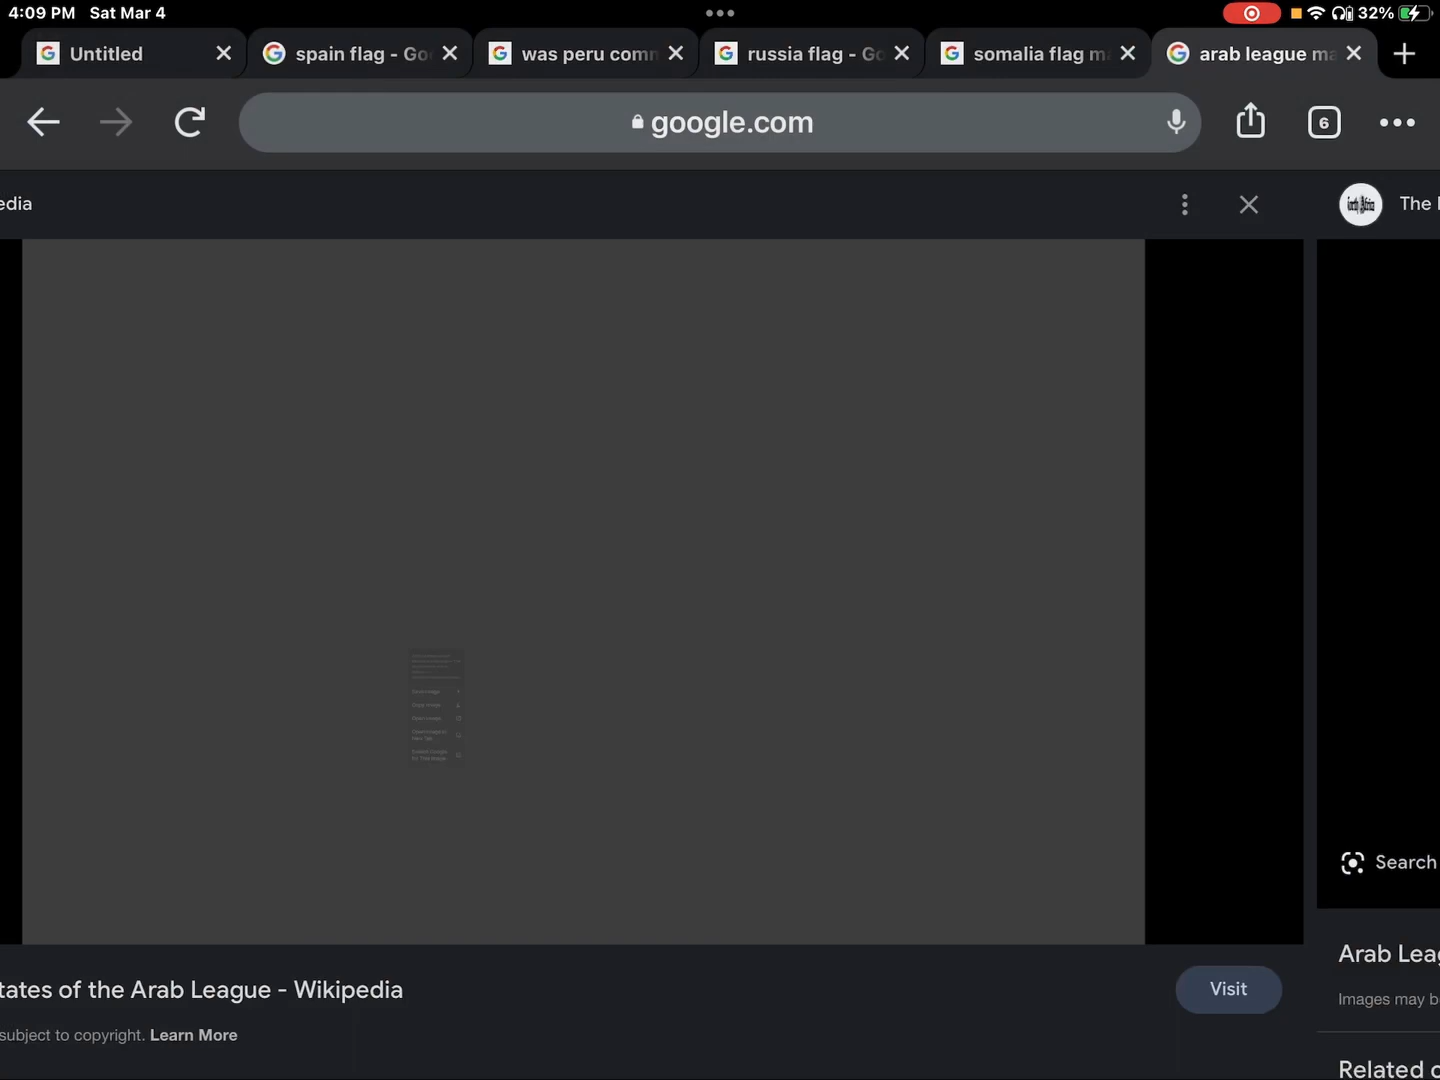 4:09 PM Sat Mar 4
32%
Untitled
spain flag - Go
was peru comm
russia flag - Go
somalia flag m
arab league ma
google.com
6
edia
The
Search
tates of the Arab League - Wikipedia
Visit
Arab Leag
subject to copyright. Learn More
Images may b
Related